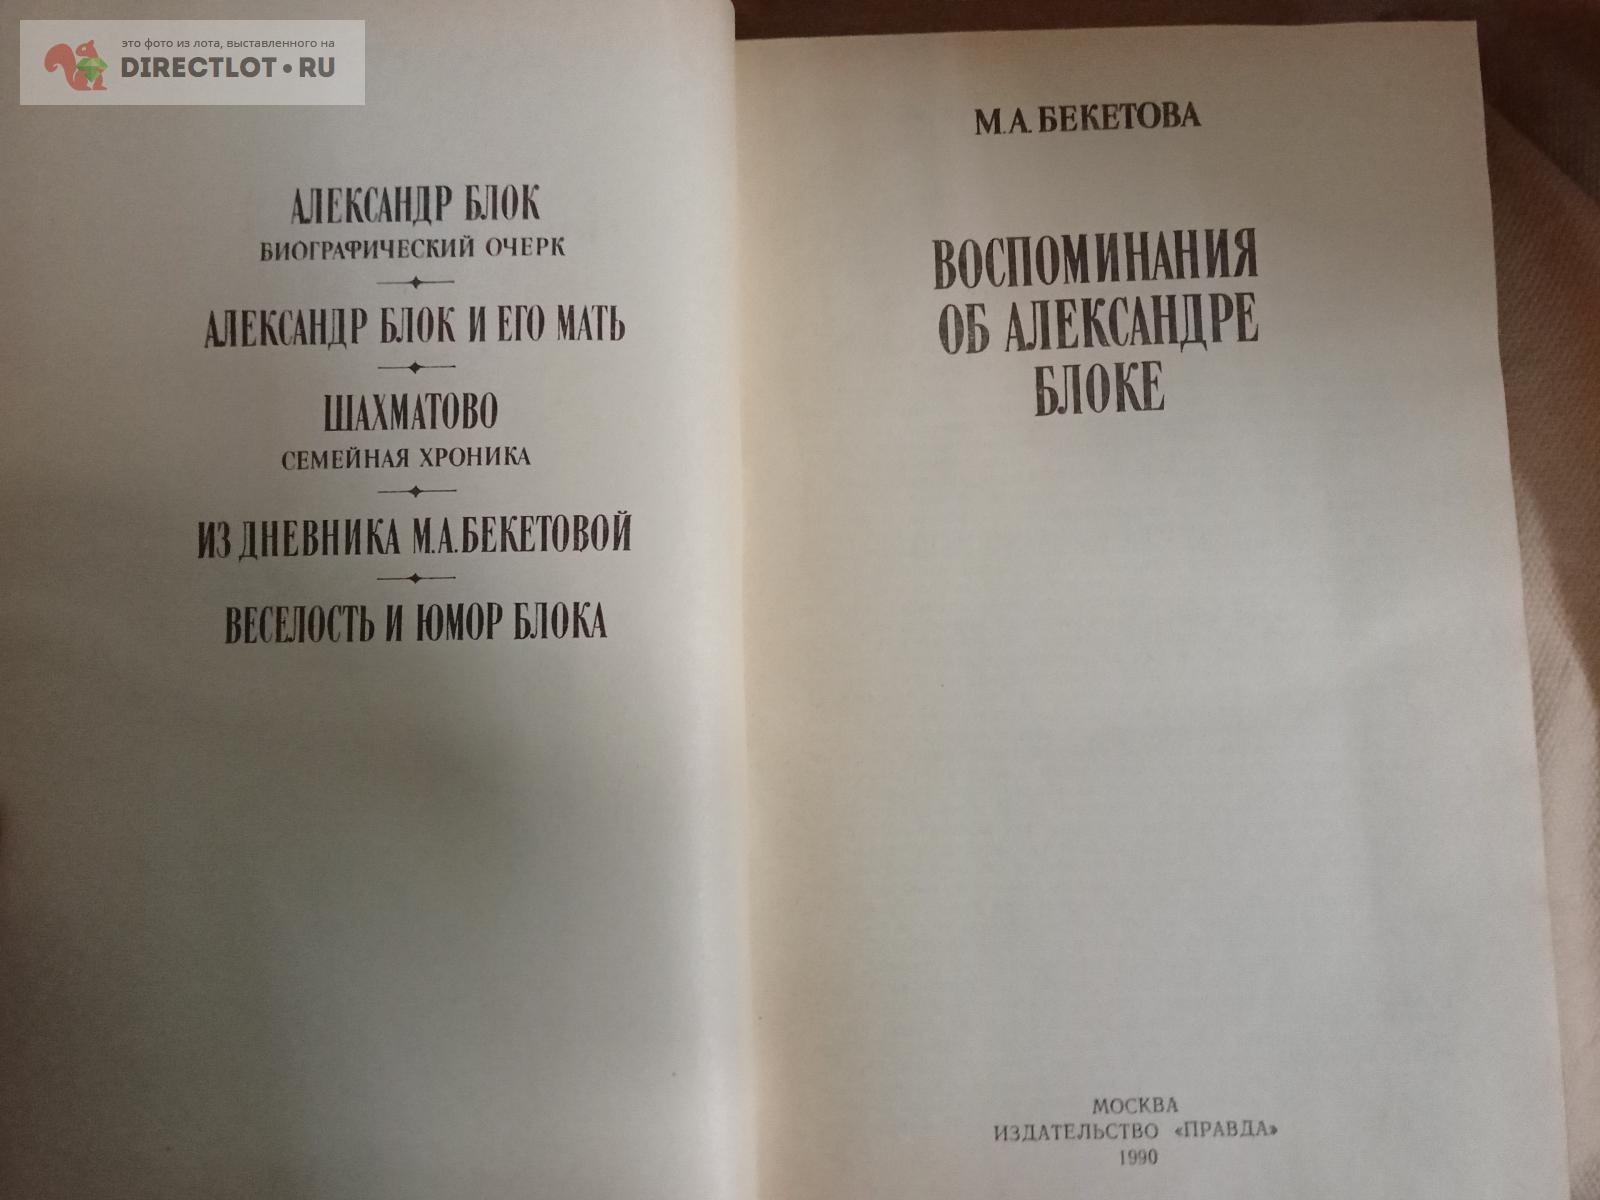 это фото из лота, выставленного на
DIRECTLOT•RU
АЛЕКСАНДР БЛОК
БИОГРАФИЧЕСКИЙ ОЧЕРК
АЛЕКСАНДР БЛОК И ЕГО МАТЬ
ШАХМАТОВО
СЕМЕЙНАЯ ХРОНИКА
ИЗ ДНЕВНИКА М.А.БЕКЕТОВОЙ
ВЕСЕЛОСТЬ И ЮМОР БЛОКА
М.А. БЕКЕТОВА
ВОСПОМИНАНИЯ
ОБ АЛЕКСАНДРЕ
БЛОКЕ
МОСКВА
ИЗДАТЕЛЬСТВО «ПРАВДА»
1990